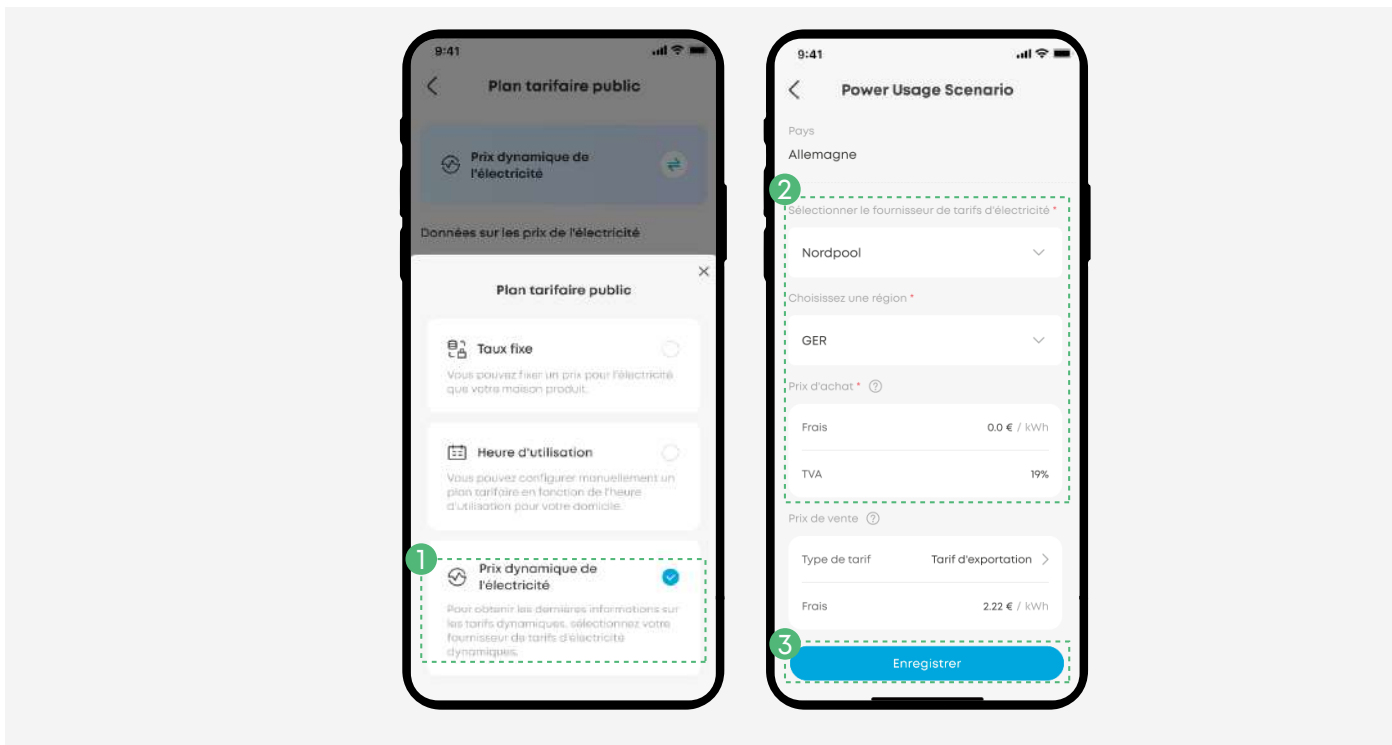 9:41
Plan tarifaire public
Prix dynamique de
l'électricité
Données sur les prix de l'électricité
Plan tarifaire public
Taux fixe
Vous pouvez fixer un prix pour l'électricité
que votre maison produit.
Heure d'utilisation
Vous pouvez configurer manuellement un
plan tarifaire en fonction de l'heure
d'utilisation pour votre domicile.
1
Prix dynamique de
l'électricité
Pour obtenir les dernières informations sur
les tarifs dynamiques, sélectionnez votre
fournisseur de tarifs d'électricité
dynamiques.
9:41
Power Usage Scenario
Pays
Allemagne
2
Sélectionner le fournisseur de tarifs d'électricité *
Nordpool
Choisissez une région *
GER
Prix d'achat * ?
Frais 0.0 € / kWh
TVA 19%
Prix de vente ?
Type de tarif Tarif d'exportation >
Frais 2.22 € / kWh
3
Enregistrer